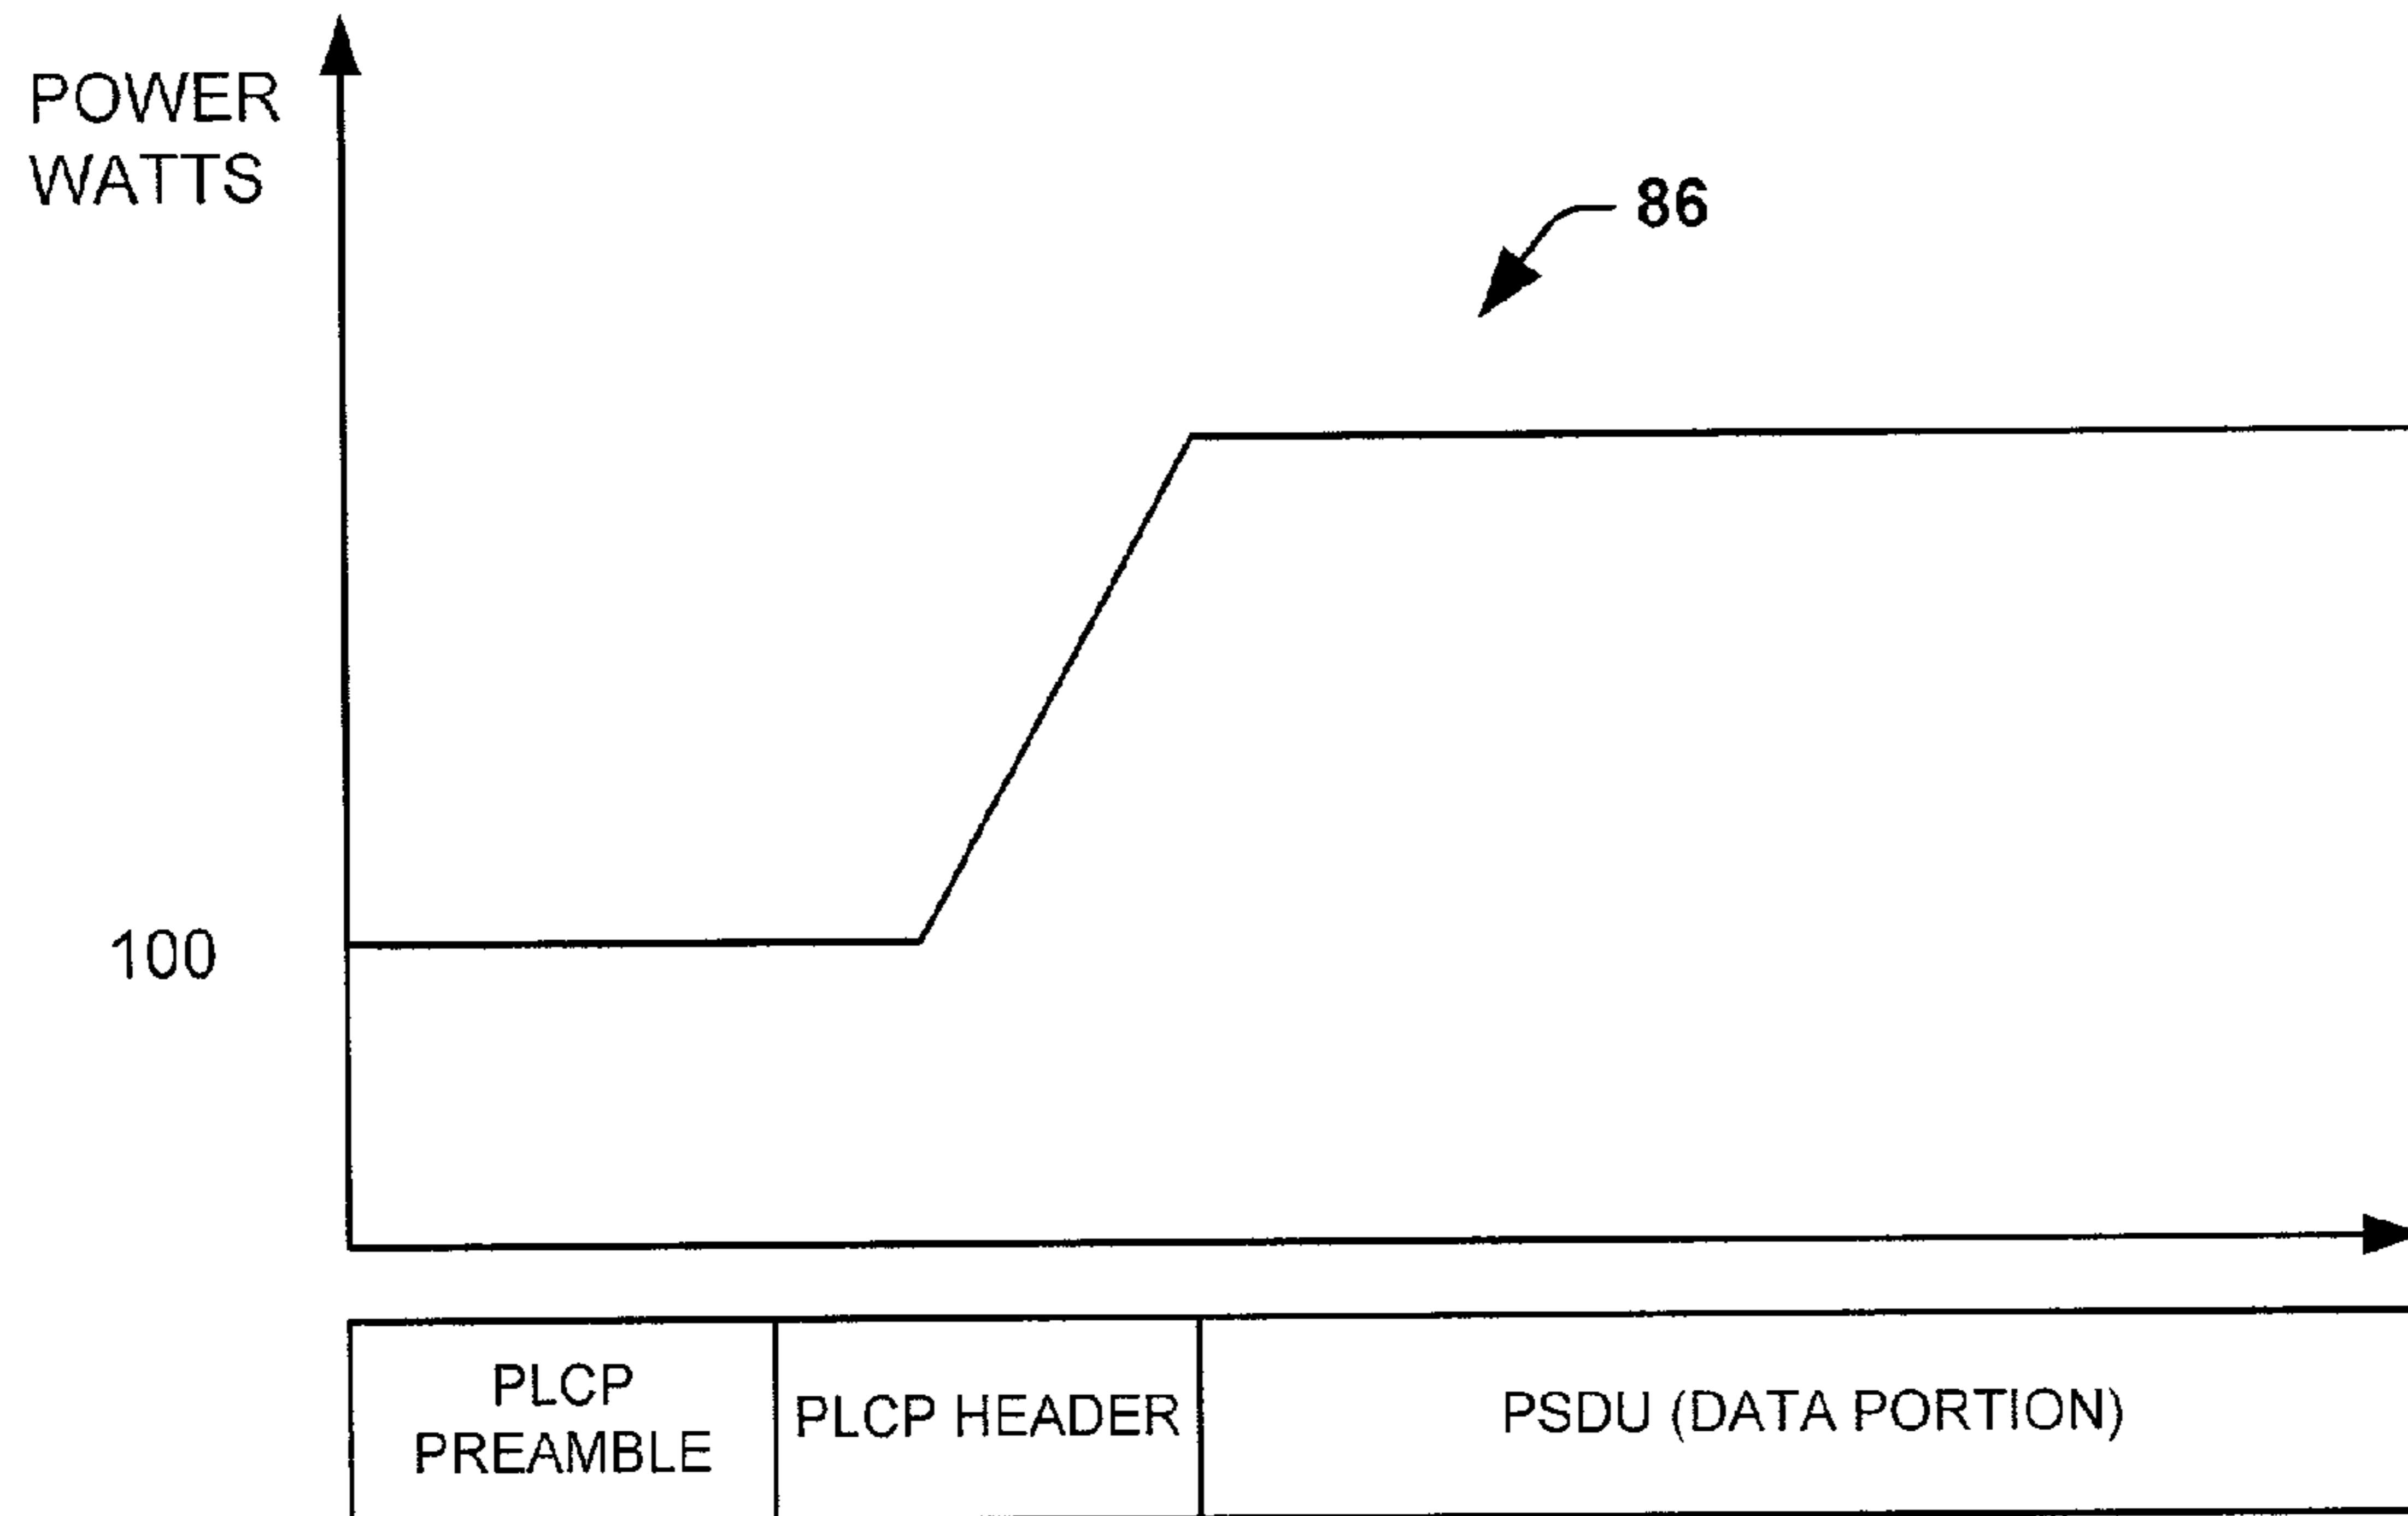 POWER
WATTS
86
100
PLCP
PREAMBLE
PLCP HEADER
PSDU (DATA PORTION)